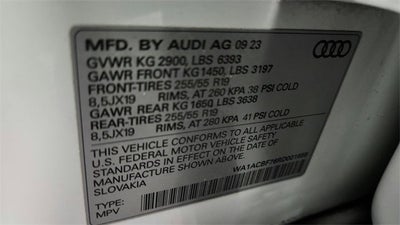 MFD. BY AUDI AG 09 23
GVWR KG 2900, LBS 6393
GAWR FRONT KG1450, LBS 3197
FRONT-TIRES 255/55 R19
8,5JX19 RIMS, AT 260 KPA 38 PSI COLD
GAWR REAR KG 1650 LBS 3638
REAR-TIRES 255/55 R19
8,5JX19 RIMS, AT 280 KPA 41 PSI COLD
THIS VEHICLE CONFORMS TO ALL APPLICABLE
U.S. FEDERAL MOTOR VEHICLE SAFETY
STANDARDS IN EFFECT ON THE DATE OF
MANUFACTURE SHOWN ABOVE.
SLOVAKIA
TYPE:
MPV